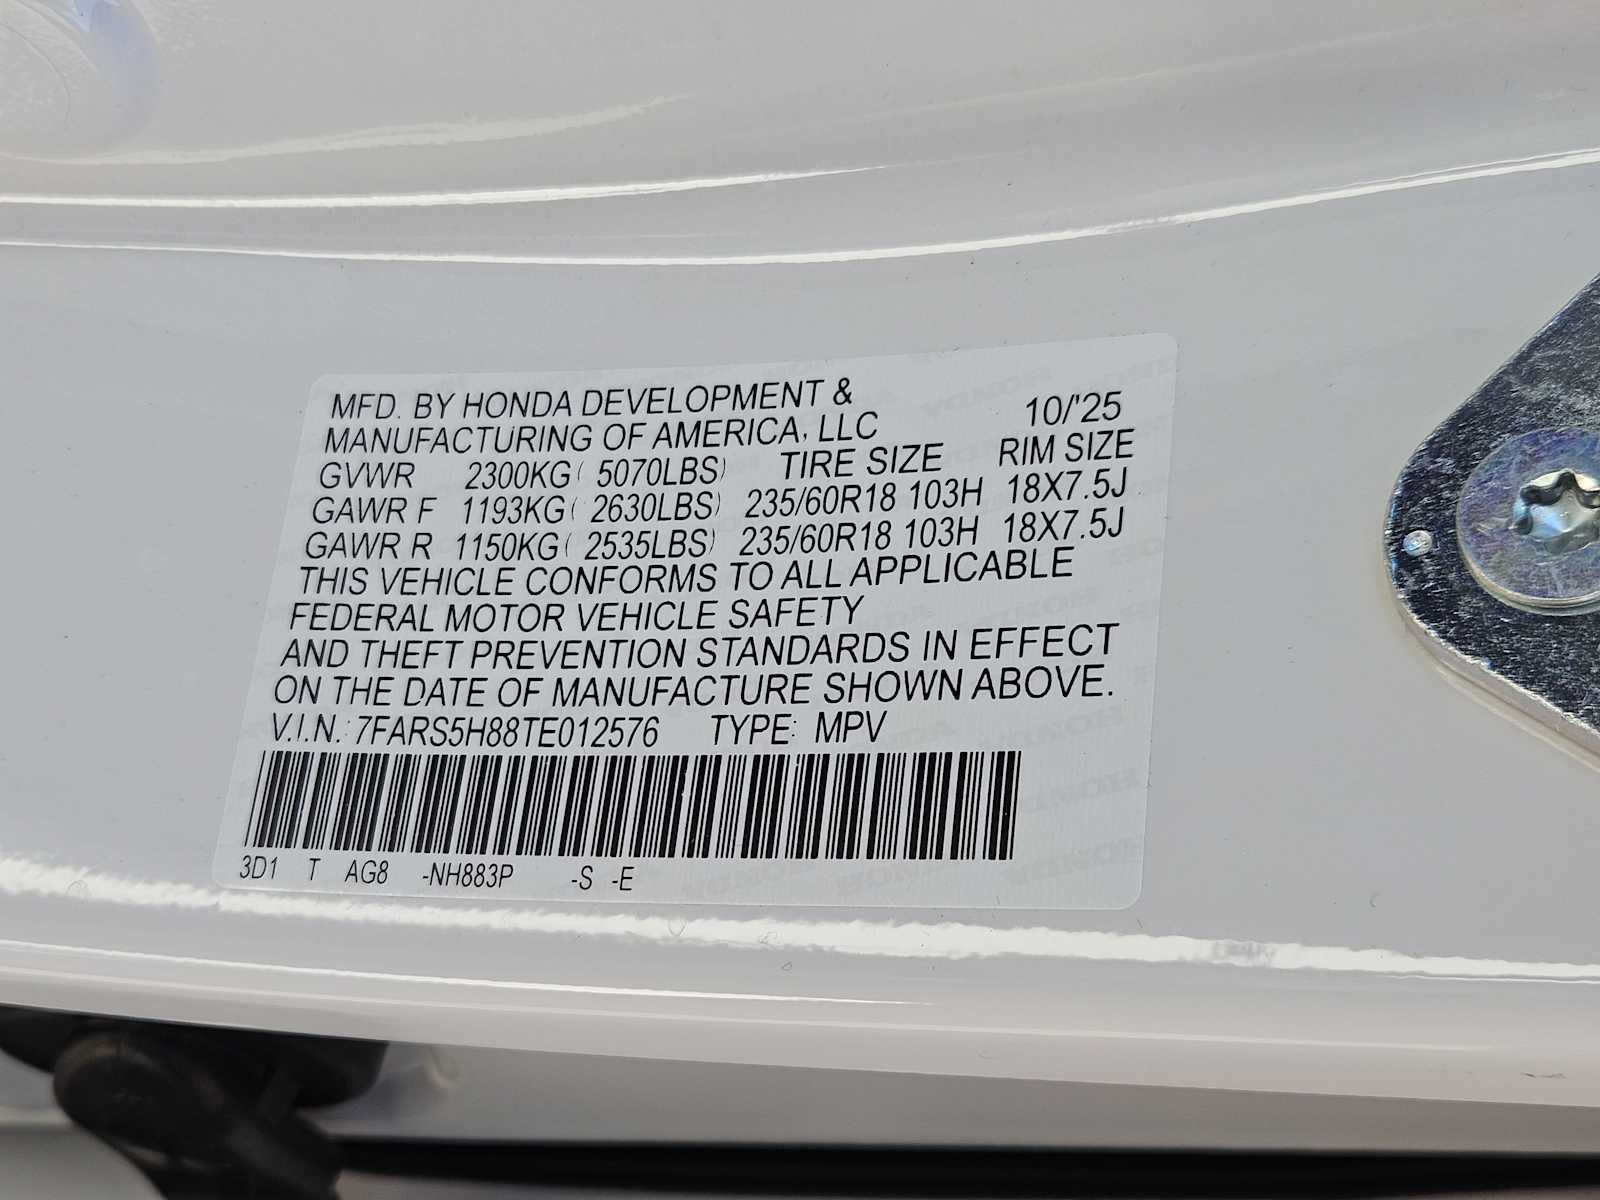 MFD. BY HONDA DEVELOPMENT &
MANUFACTURING OF AMERICA, LLC 10/'25
GVWR 2300KG( 5070LBS) TIRE SIZE RIM SIZE
GAWR F 1193KG( 2630LBS) 235/60R18 103H 18X7.5J
GAWR R 1150KG( 2535LBS) 235/60R18 103H 18X7.5J
THIS VEHICLE CONFORMS TO ALL APPLICABLE
FEDERAL MOTOR VEHICLE SAFETY
AND THEFT PREVENTION STANDARDS IN EFFECT
ON THE DATE OF MANUFACTURE SHOWN ABOVE.
V.I.N.: 7FARS5H88TE012576 TYPE: MPV
3D1 T AG8 -NH883P -S -E